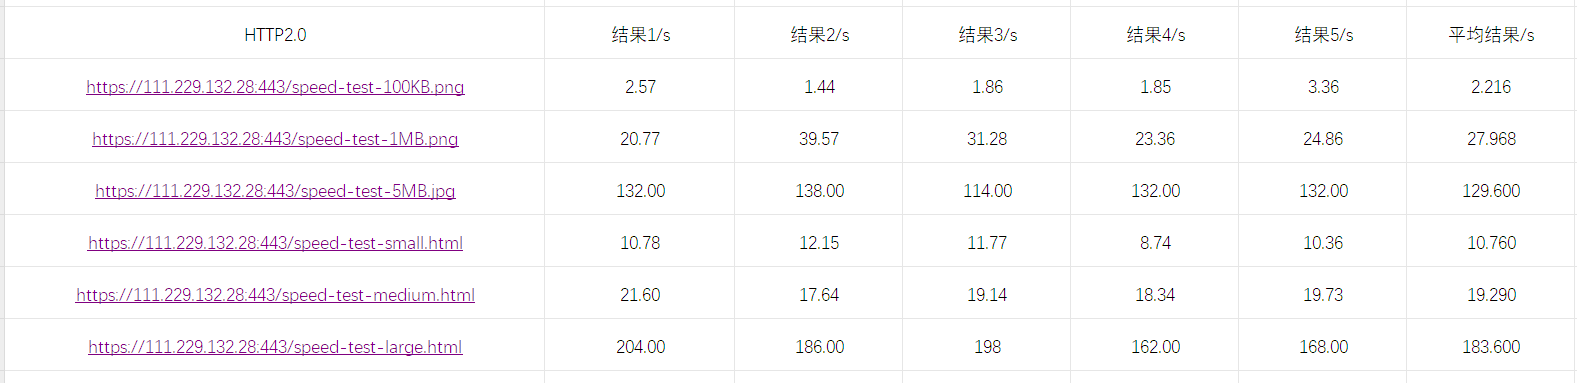 HTTP2.0 结果1/s 结果2/s 结果3/s 结果4/s 结果5/s 平均结果/s
https://111.229.132.28:443/speed-test-100KB.png 2.57 1.44 1.86 1.85 3.36 2.216
https://111.229.132.28:443/speed-test-1MB.png 20.77 39.57 31.28 23.36 24.86 27.968
https://111.229.132.28:443/speed-test-5MB.jpg 132.00 138.00 114.00 132.00 132.00 129.600
https://111.229.132.28:443/speed-test-small.html 10.78 12.15 11.77 8.74 10.36 10.760
https://111.229.132.28:443/speed-test-medium.html 21.60 17.64 19.14 18.34 19.73 19.290
https://111.229.132.28:443/speed-test-large.html 204.00 186.00 198 162.00 168.00 183.600